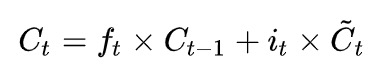 C_t = f_t × C_{t−1} + i_t × C̃_t